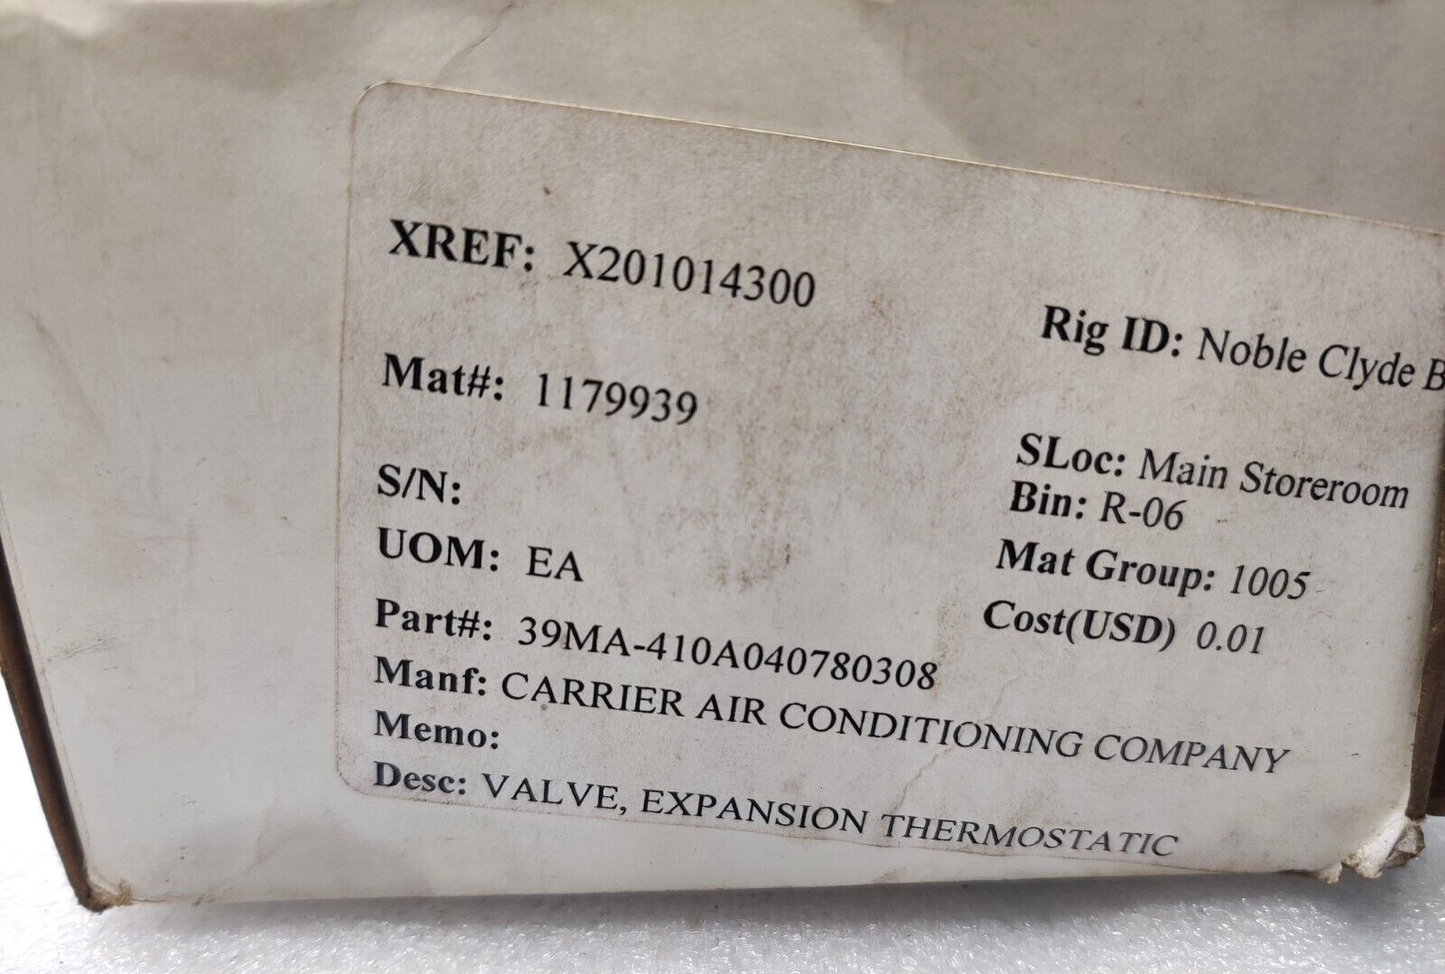 XREF: X201014300
Rig ID: Noble Clyde B
Mat#: 1179939
SLoc: Main Storeroom
S/N:
Bin: R-06
UOM: EA
Mat Group: 1005
Part#: 39MA-410A040780308
Cost(USD) 0.01
Manf: CARRIER AIR CONDITIONING COMPANY
Memo:
Desc: VALVE, EXPANSION THERMOSTATIC